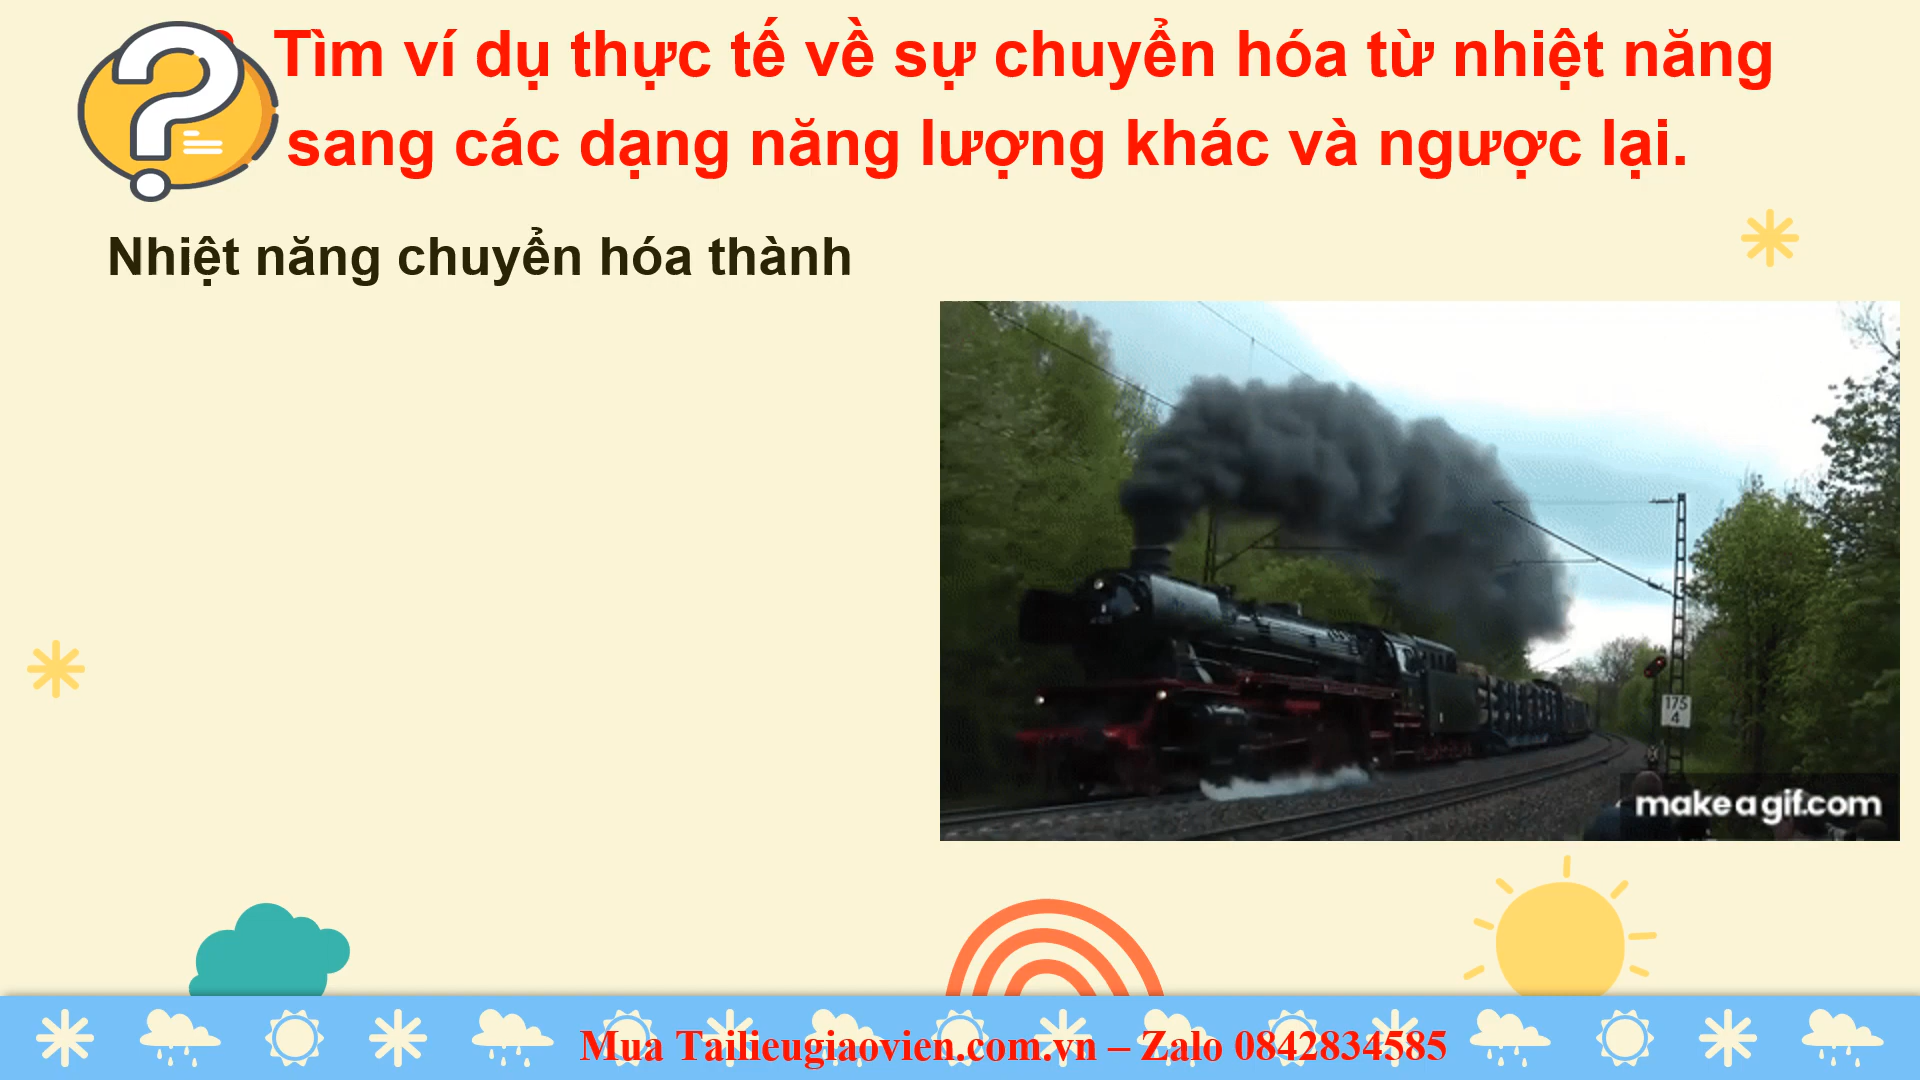 Tìm ví dụ thực tế về sự chuyển hóa từ nhiệt năng
sang các dạng năng lượng khác và ngược lại.
Nhiệt năng chuyển hóa thành
175
4
makeagif.com
Mua Tailieugiaovien.com.vn – Zalo 0842834585